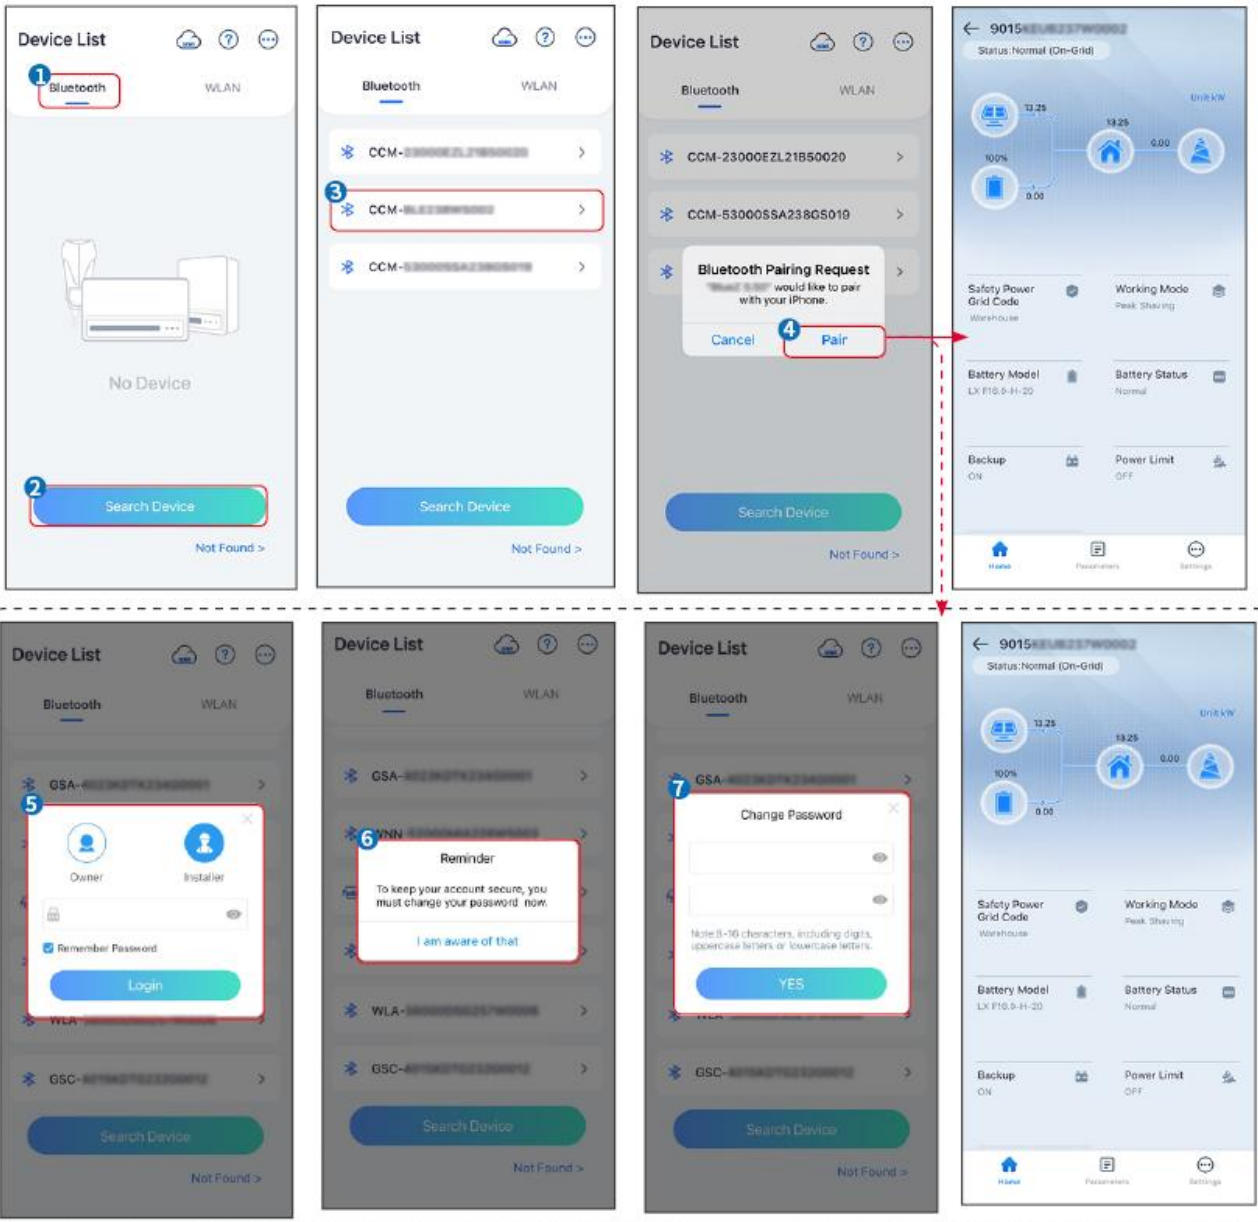 Device List
1
Bluetooth WLAN
No Device
2
Search Device
Not Found >
Device List
Bluetooth WLAN
CCM-
3
CCM-
CCM-
Search Device
Not Found >
Device List
Bluetooth WLAN
CCM-23000EZL21B50020
CCM-53000SSA238GS019
Bluetooth Pairing Request
would like to pair
with your iPhone.
4
Cancel Pair
Search Device
Not Found >
9015
Status:Normal (On-Grid)
Unit:kW
13.25
13.25
0.00
100%
0.00
Safety Power Working Mode
Grid Code Peak Shaving
Warehouse
Battery Model Battery Status
LX F16.0-H-20 Normal
Backup Power Limit
ON OFF
Home Parameters Settings
Device List
Bluetooth WLAN
GSA-
5
Owner Installer
Remember Password
Login
WLA-
GSC-
Search Device
Not Found >
Device List
Bluetooth WLAN
GSA-
6
WNN
Reminder
To keep your account secure, you
must change your password now.
I am aware of that
WLA-
GSC-
Search Device
Not Found >
Device List
Bluetooth WLAN
GSA-
7
Change Password
Note:8-16 characters, including digits,
uppercase letters or lowercase letters.
YES
WLA-
GSC-
Search Device
Not Found >
9015
Status:Normal (On-Grid)
Unit:kW
13.25
13.25
0.00
100%
0.00
Safety Power Working Mode
Grid Code Peak Shaving
Warehouse
Battery Model Battery Status
LX F16.0-H-20 Normal
Backup Power Limit
ON OFF
Home Parameters Settings